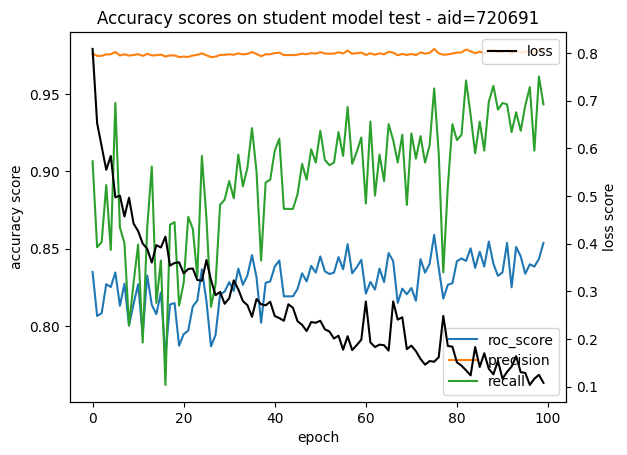 Accuracy scores on student model test - aid=720691
accuracy score
0.95
0.90
0.85
0.80
loss
0.8
0.7
0.6
0.5
0.4
0.3
0.2
0.1
loss score
roc_score
precision
recall
0
20
40
60
80
100
epoch